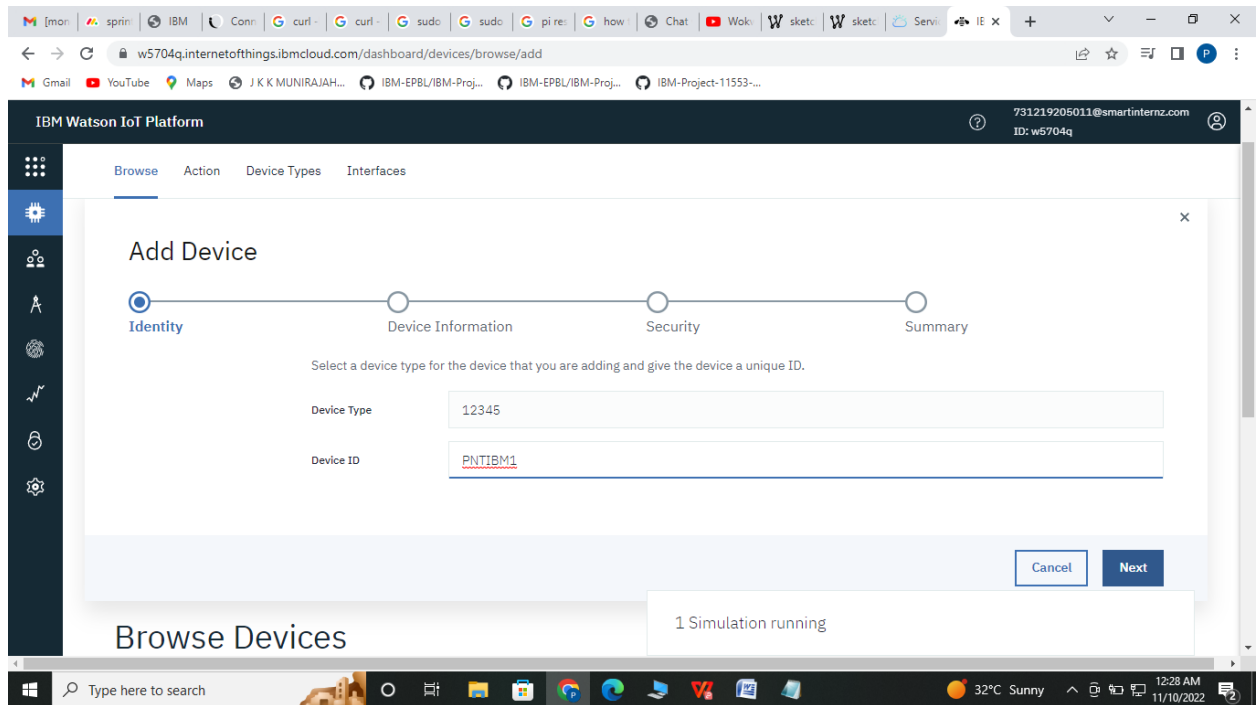 [mon
sprin
IBM
Conn
curl -
curl -
sudo
sudo
pi res
how
Chat
Wok
sketc
sketc
Servic
IE
w5704q.internetofthings.ibmcloud.com/dashboard/devices/browse/add
P
Gmail YouTube Maps J K K MUNIRAJAH... IBM-EPBL/IBM-Proj... IBM-EPBL/IBM-Proj... IBM-Project-11553-...
IBM Watson IoT Platform
731219205011@smartinternz.com
ID: w5704q
Browse Action Device Types Interfaces
Add Device
Identity Device Information Security Summary
Select a device type for the device that you are adding and give the device a unique ID.
Device Type 12345
Device ID PNTIBM1
Cancel Next
1 Simulation running
Browse Devices
Type here to search
32°C Sunny
12:28 AM
11/10/2022
2